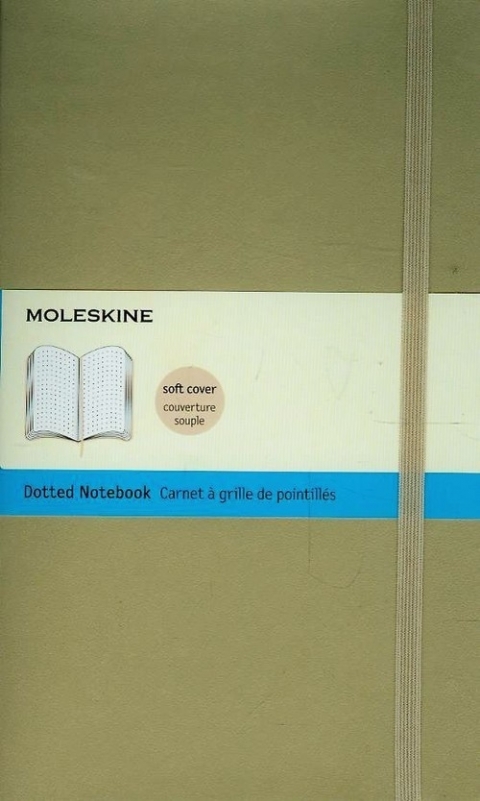 MOLESKINE
soft cover
couverture
souple
Dotted Notebook Carnet à grille de pointillés